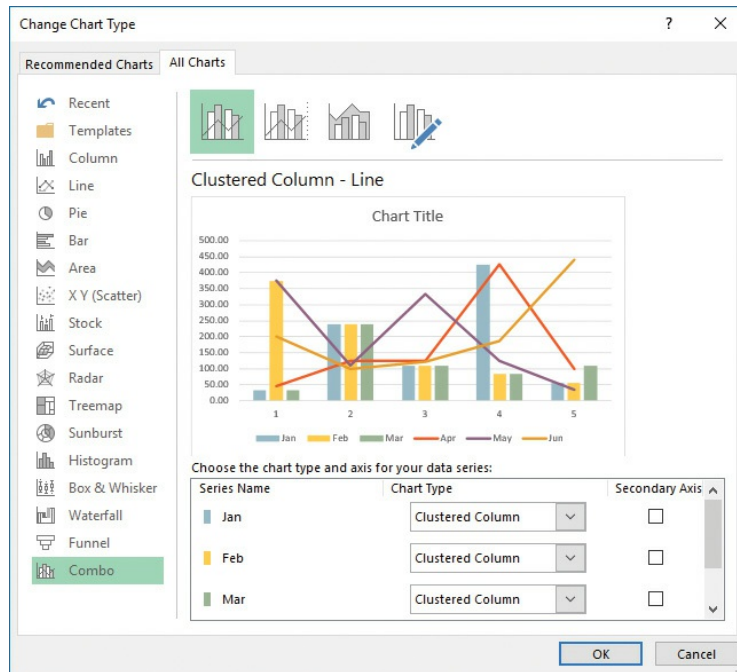 Change Chart Type
?
Recommended Charts
All Charts
Recent
Templates
Column
Line
Pie
Bar
Area
X Y (Scatter)
Stock
Surface
Radar
Treemap
Sunburst
Histogram
Box & Whisker
Waterfall
Funnel
Combo
Clustered Column - Line
Chart Title
500.00
450.00
400.00
350.00
300.00
250.00
200.00
150.00
100.00
50.00
0.00
1 2 3 4 5
Jan Feb Mar Apr May Jun
Choose the chart type and axis for your data series:
Series Name Chart Type Secondary Axis
Jan Clustered Column
Feb Clustered Column
Mar Clustered Column
OK Cancel